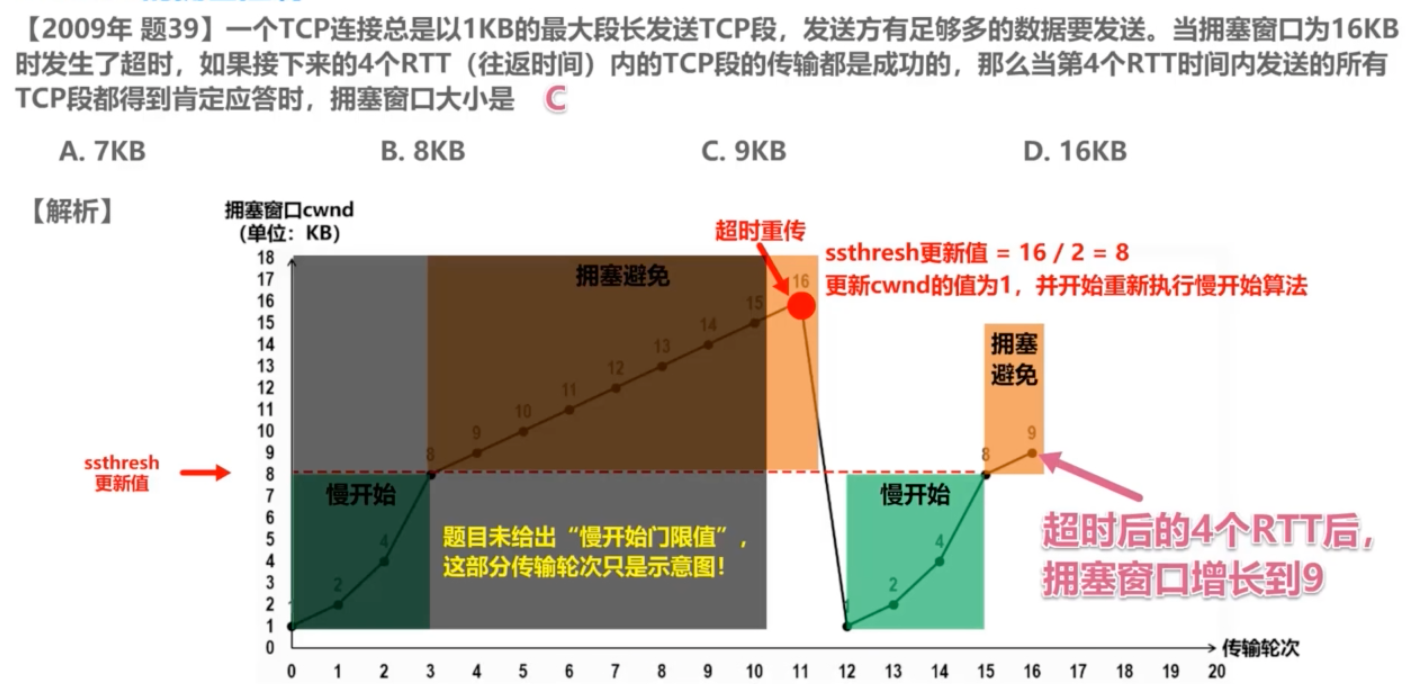 【2009年 题39】一个TCP连接总是以1KB的最大段长发送TCP段，发送方有足够多的数据要发送。当拥塞窗口为16KB
时发生了超时，如果接下来的4个RTT（往返时间）内的TCP段的传输都是成功的，那么当第4个RTT时间内发送的所有
TCP段都得到肯定应答时，拥塞窗口大小是 C
A. 7KB B. 8KB C. 9KB D. 16KB
【解析】
拥塞窗口cwnd
（单位：KB）
超时重传
ssthresh更新值 = 16 / 2 = 8
更新cwnd的值为1，并开始重新执行慢开始算法
18
17
16
15
14
13
12
11
10
9
8
7
6
5
4
3
2
1
0
拥塞避免
16
15
14
13
12
11
10
9
8
4
2
ssthresh
更新值
慢开始
题目未给出“慢开始门限值”，
这部分传输轮次只是示意图！
拥塞
避免
9
8
慢开始
4
2
1
超时后的4个RTT后，
拥塞窗口增长到9
0 1 2 3 4 5 6 7 8 9 10 11 12 13 14 15 16 17 18 19 20
传输轮次